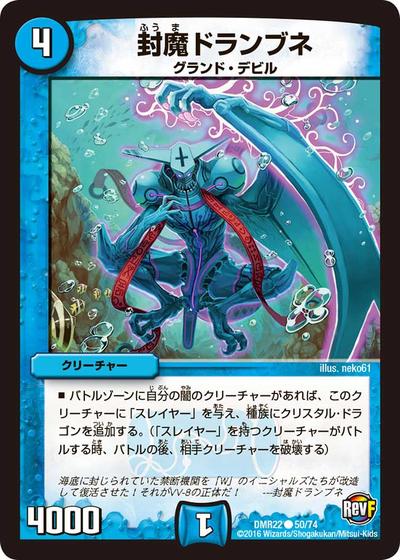 4
ふうま
封魔ドランブネ
グランド・デビル
クリーチャー
illus. neko61
■ バトルゾーンに自分の闇のクリーチャーがあれば、このク
リーチャーに「スレイヤー」を与え、種族にクリスタル・ドラ
ゴンを追加する。(「スレイヤー」を持つクリーチャーがバト
ルする時、バトルの後、相手クリーチャーを破壊する)
海底に封じられていた禁断機関を「W」のイニシャルズたちが改造
して復活させた!それがVV-8の正体だ! ---封魔ドランブネ
4000
1
RevF
DMR22 ● 50/74
©2016 Wizards/Shogakukan/Mitsui-Kids